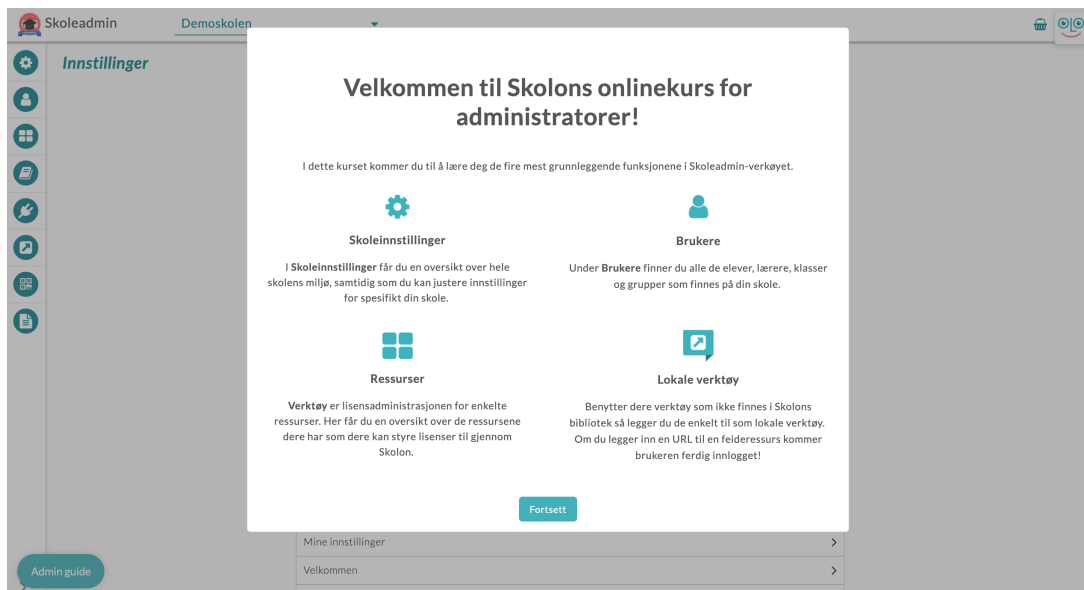 Skoleadmin
Demoskolen
Innstillinger
Velkommen til Skolons onlinekurs for
administratorer!
I dette kurset kommer du til å lære deg de fire mest grunnleggende funksjonene i Skoleadmin-verkøyet.
Skoleinnstillinger
I Skoleinnstillinger får du en oversikt over hele
skolens miljø, samtidig som du kan justere innstillinger
for spesifikt din skole.
Brukere
Under Brukere finner du alle de elever, lærere, klasser
og grupper som finnes på din skole.
Ressurser
Verktøy er lisensadministrasjonen for enkelte
ressurser. Her får du en oversikt over de ressursene
dere har som dere kan styre lisenser til gjennom
Skolon.
Lokale verktøy
Benytter dere verktøy som ikke finnes i Skolons
bibliotek så legger du de enkelt til som lokale verktøy.
Om du legger inn en URL til en feideressurs kommer
brukeren ferdig innlogget!
Fortsett
Mine innstillinger
Velkommen
Admin guide